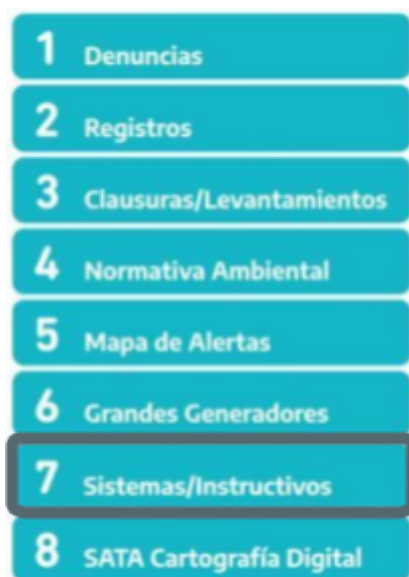 1 Denuncias
2 Registros
3 Clausuras/Levantamientos
4 Normativa Ambiental
5 Mapa de Alertas
6 Grandes Generadores
7 Sistemas/Instructivos
8 SATA Cartografía Digital